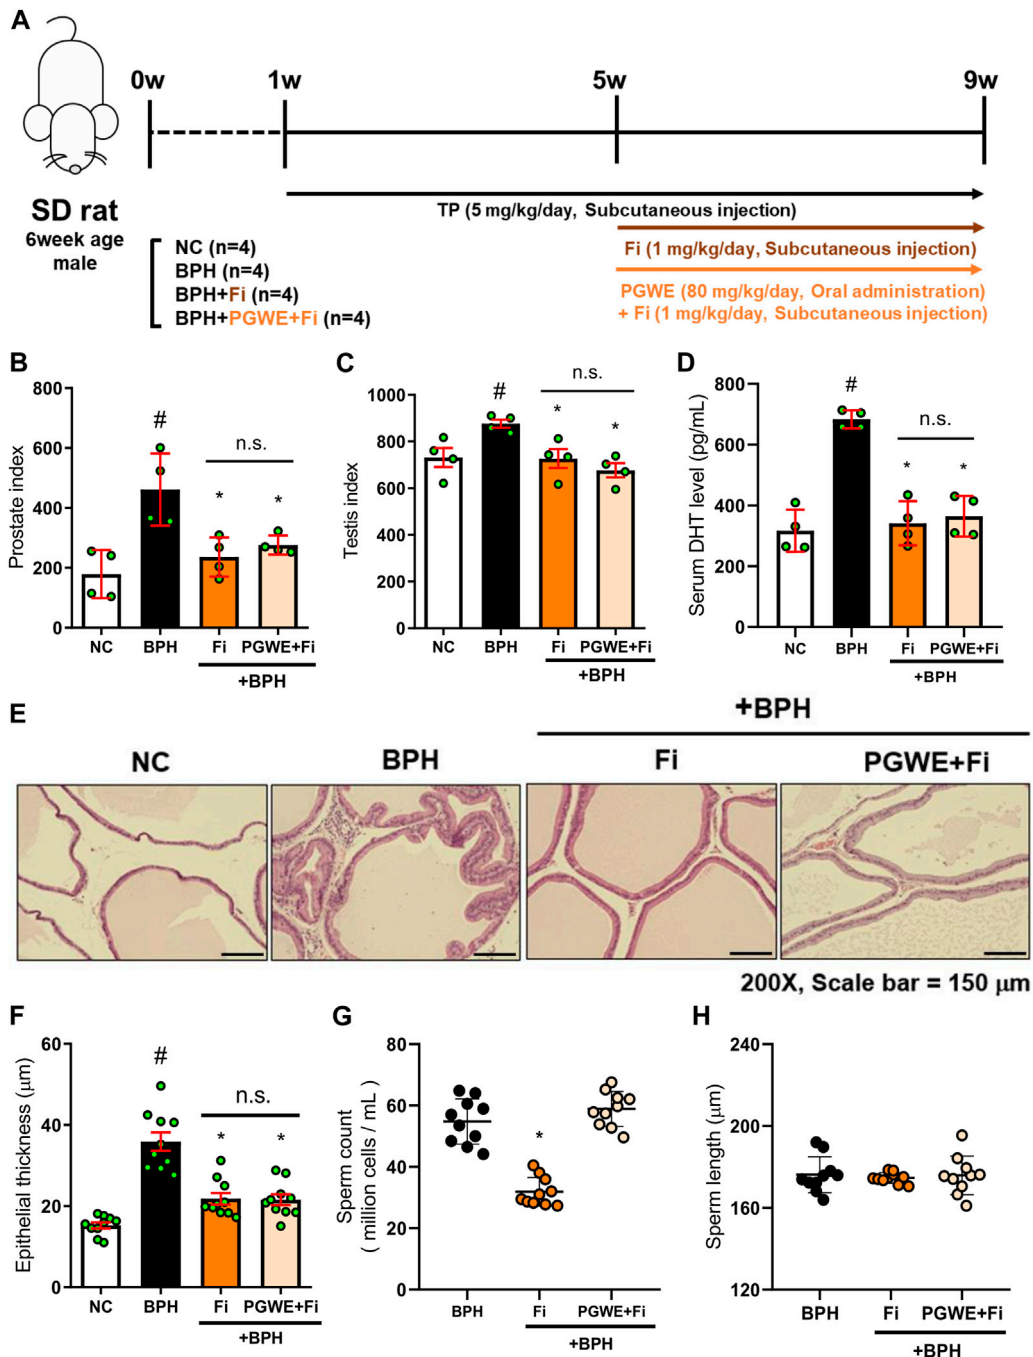 A
0w 1w 5w 9w
SD rat
6week age
male
TP (5 mg/kg/day, Subcutaneous injection)
NC (n=4)
BPH (n=4)
BPH+Fi (n=4)
BPH+PGWE+Fi (n=4)
Fi (1 mg/kg/day, Subcutaneous injection)
PGWE (80 mg/kg/day, Oral administration)
+ Fi (1 mg/kg/day, Subcutaneous injection)
B
Prostate index
800
600
400
200
0
#
n.s.
* *
NC BPH Fi PGWE+Fi
+BPH
C
Testis index
1000
800
600
400
200
0
#
n.s.
* *
NC BPH Fi PGWE+Fi
+BPH
D
Serum DHT level (pg/mL)
800
600
400
200
0
#
n.s.
* *
NC BPH Fi PGWE+Fi
+BPH
E
+BPH
NC BPH Fi PGWE+Fi
200X, Scale bar = 150 μm
F
Epithelial thickness (μm)
60
40
20
0
#
n.s.
* *
NC BPH Fi PGWE+Fi
+BPH
G
Sperm count
( million cells / mL )
80
60
40
20
0
*
BPH Fi PGWE+Fi
+BPH
H
Sperm length (μm)
240
200
160
120
BPH Fi PGWE+Fi
+BPH